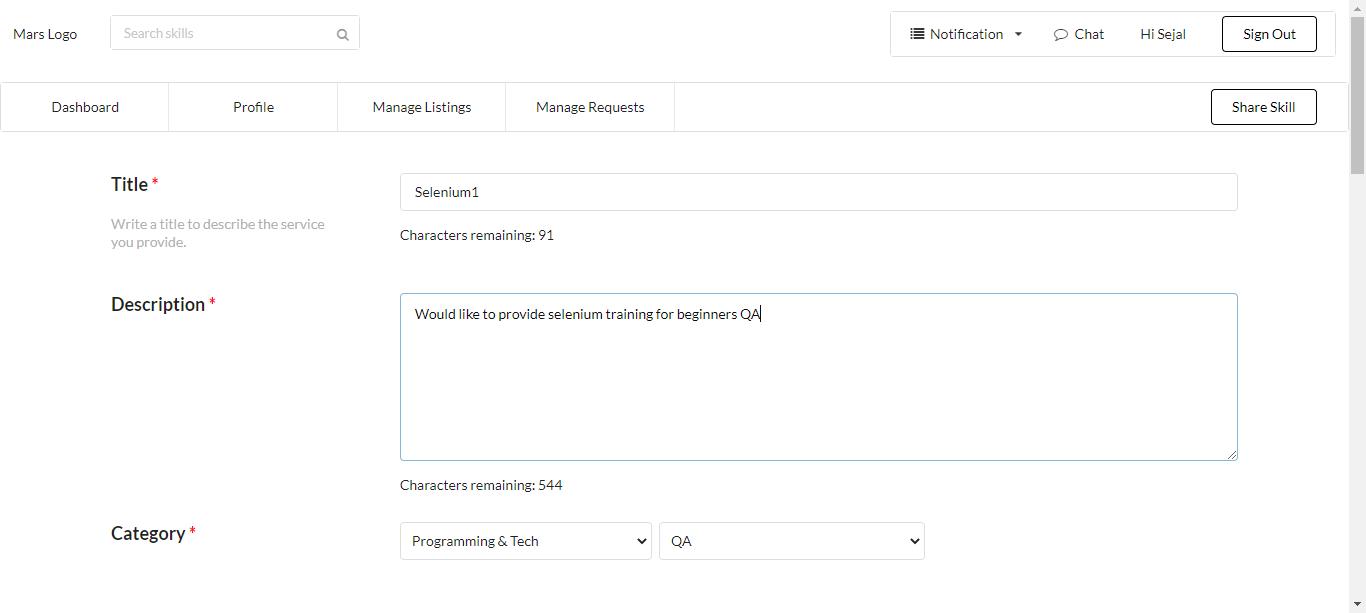 Mars Logo
Search skills
Notification
Chat
Hi Sejal
Sign Out
Dashboard
Profile
Manage Listings
Manage Requests
Share Skill
Title *
Write a title to describe the service
you provide.
Selenium1
Characters remaining: 91
Description *
Would like to provide selenium training for beginners QA
Characters remaining: 544
Category *
Programming & Tech
QA